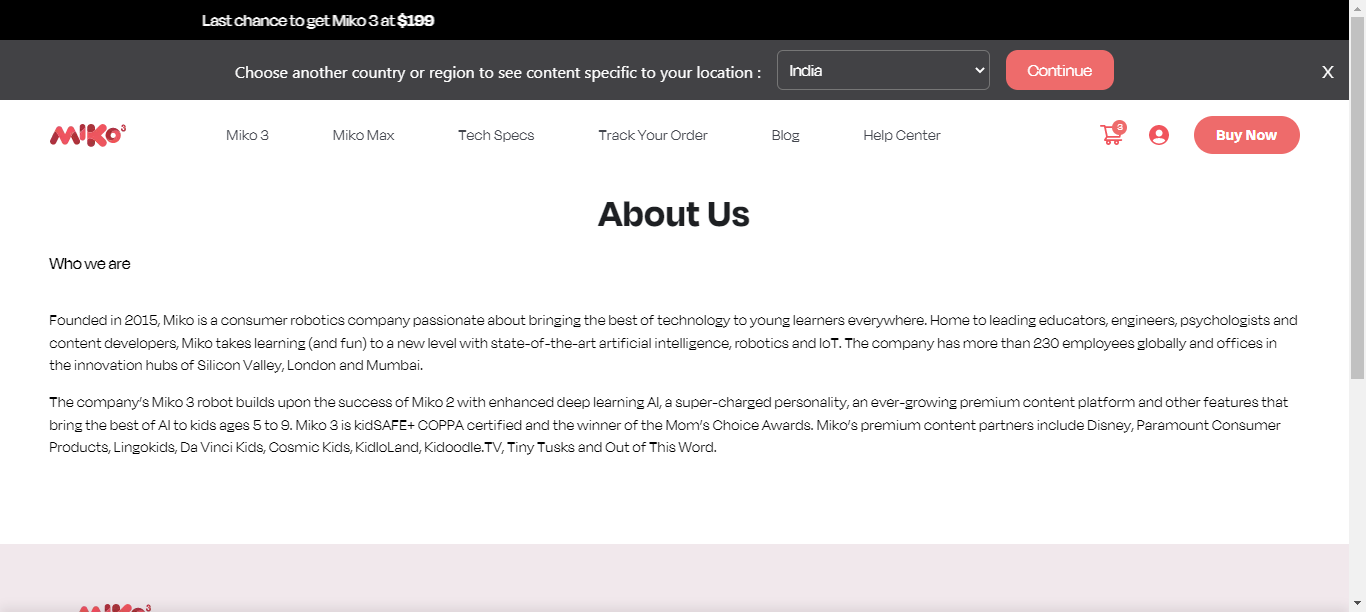 Last chance to get Miko 3 at $199
Choose another country or region to see content specific to your location :
India
Continue
X
MIKO3
Miko 3
Miko Max
Tech Specs
Track Your Order
Blog
Help Center
3
Buy Now
About Us
Who we are
Founded in 2015, Miko is a consumer robotics company passionate about bringing the best of technology to young learners everywhere. Home to leading educators, engineers, psychologists and
content developers, Miko takes learning (and fun) to a new level with state-of-the-art artificial intelligence, robotics and IoT. The company has more than 230 employees globally and offices in
the innovation hubs of Silicon Valley, London and Mumbai.
The company's Miko 3 robot builds upon the success of Miko 2 with enhanced deep learning AI, a super-charged personality, an ever-growing premium content platform and other features that
bring the best of AI to kids ages 5 to 9. Miko 3 is kidSAFE+ COPPA certified and the winner of the Mom's Choice Awards. Miko's premium content partners include Disney, Paramount Consumer
Products, Lingokids, Da Vinci Kids, Cosmic Kids, KidloLand, Kidoodle.TV, Tiny Tusks and Out of This Word.
MIKO3